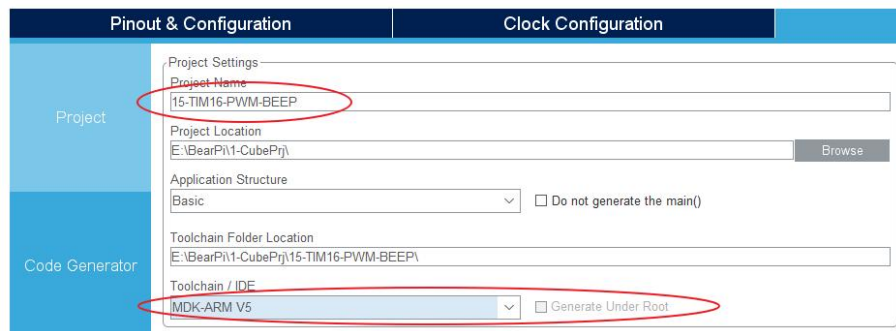 Pinout & Configuration
Clock Configuration
Project
Code Generator
Project Settings
Project Name
15-TIM16-PWM-BEEP
Project Location
E:\BearPi\1-CubePrj\
Browse
Application Structure
Basic
Do not generate the main()
Toolchain Folder Location
E:\BearPi\1-CubePrj\15-TIM16-PWM-BEEP\
Toolchain / IDE
MDK-ARM V5
Generate Under Root